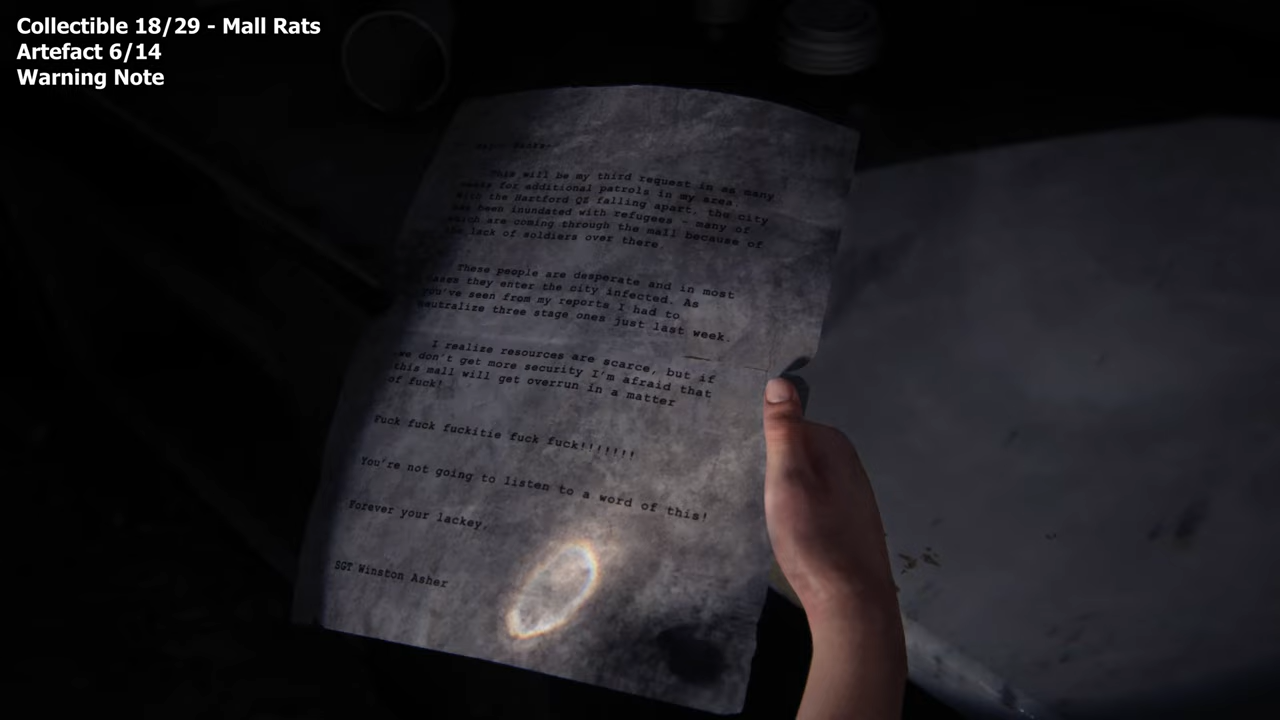 Collectible 18/29 - Mall Rats
Artefact 6/14
Warning Note
This will be my third request in as many
for additional patrols in my area.
With the Hartford QZ falling apart, the city
has been inundated with refugees - many of
which are coming through the mall because of
the lack of soldiers over there.
These people are desperate and in most
cases they enter the city infected. As
you've seen from my reports I had to
neutralize three stage ones just last week.
I realize resources are scarce, but if
we don't get more security I'm afraid that
this mall will get overrun in a matter
of fuck!
Fuck fuck fuckitie fuck fuck!!!!!!!
You're not going to listen to a word of this!
Forever your lackey,
SGT Winston Asher